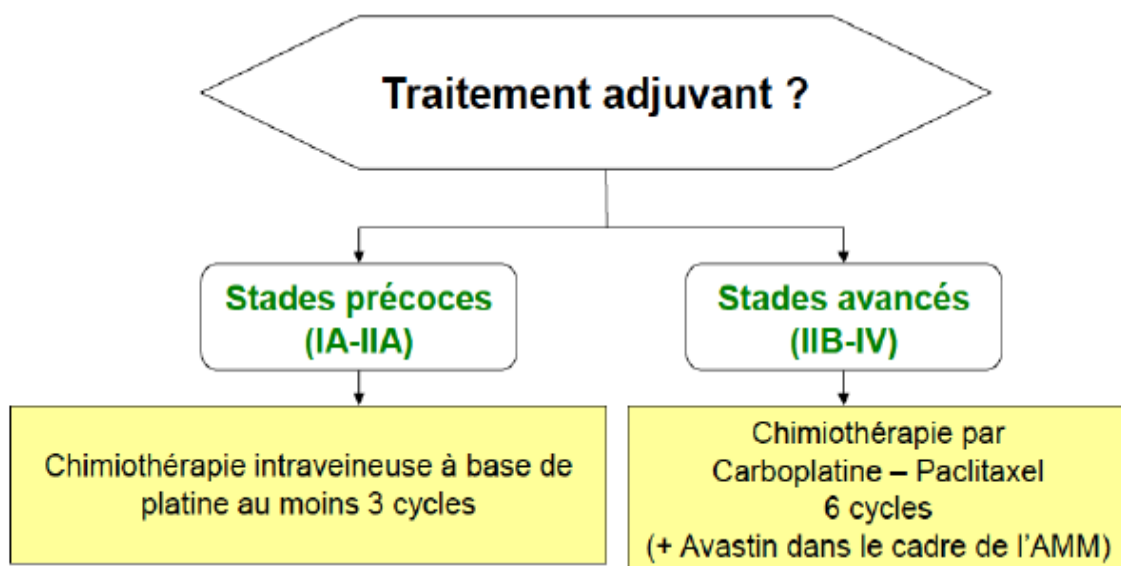 Traitement adjuvant ?
Stades précoces
(IA-IIA)
Stades avancés
(IIB-IV)
Chimiothérapie intraveineuse à base de
platine au moins 3 cycles
Chimiothérapie par
Carboplatine – Paclitaxel
6 cycles
(+ Avastin dans le cadre de l'AMM)